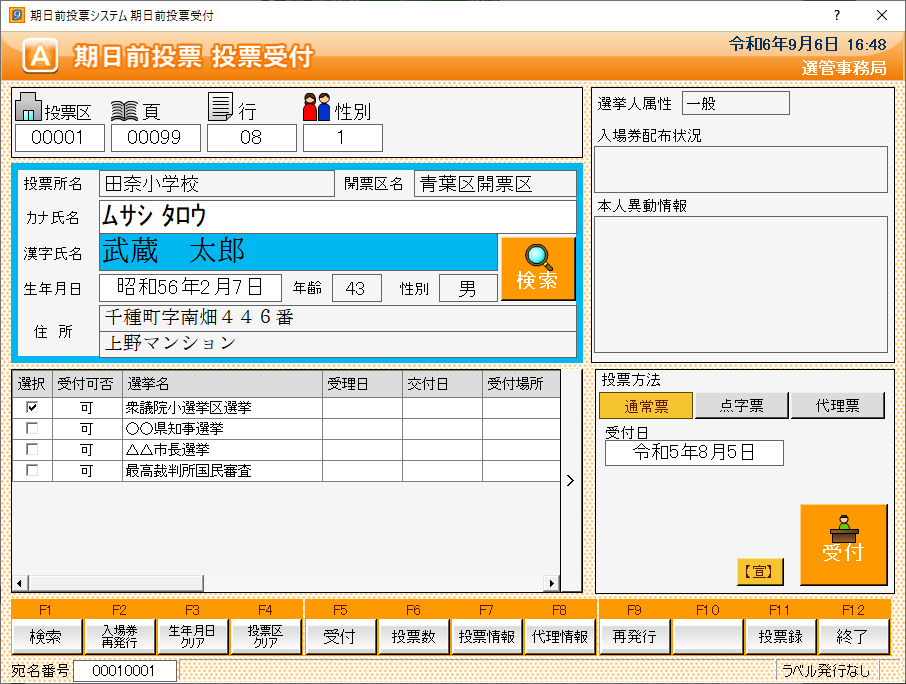 期日前投票システム 期日前投票受付
A 期日前投票 投票受付
令和6年9月6日 16:48
選管事務局
投票区 頁 行 性別
00001 00099 08 1
投票所名 田奈小学校 開票区名 青葉区開票区
カナ氏名 ムサシ タロウ
漢字氏名 武蔵 太郎
検索
生年月日 昭和56年2月7日 年齢 43 性別 男
住 所 千種町字南畑446番
上野マンション
選挙人属性 一般
入場券配布状況
本人異動情報
選択 受付可否 選挙名 受理日 交付日 受付場所
可 衆議院小選挙区選挙
可 〇〇県知事選挙
可 △△市長選挙
可 最高裁判所国民審査
投票方法
通常票 点字票 代理票
受付日
令和5年8月5日
【宣】
受付
F1 F2 F3 F4 F5 F6 F7 F8 F9 F10 F11 F12
検索 入場券再発行 生年月日クリア 投票区クリア 受付 投票数 投票情報 代理情報 再発行 投票録 終了
宛名番号 00010001
ラベル発行なし